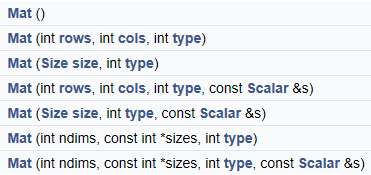 Mat ()
Mat (int rows, int cols, int type)
Mat (Size size, int type)
Mat (int rows, int cols, int type, const Scalar &s)
Mat (Size size, int type, const Scalar &s)
Mat (int ndims, const int *sizes, int type)
Mat (int ndims, const int *sizes, int type, const Scalar &s)